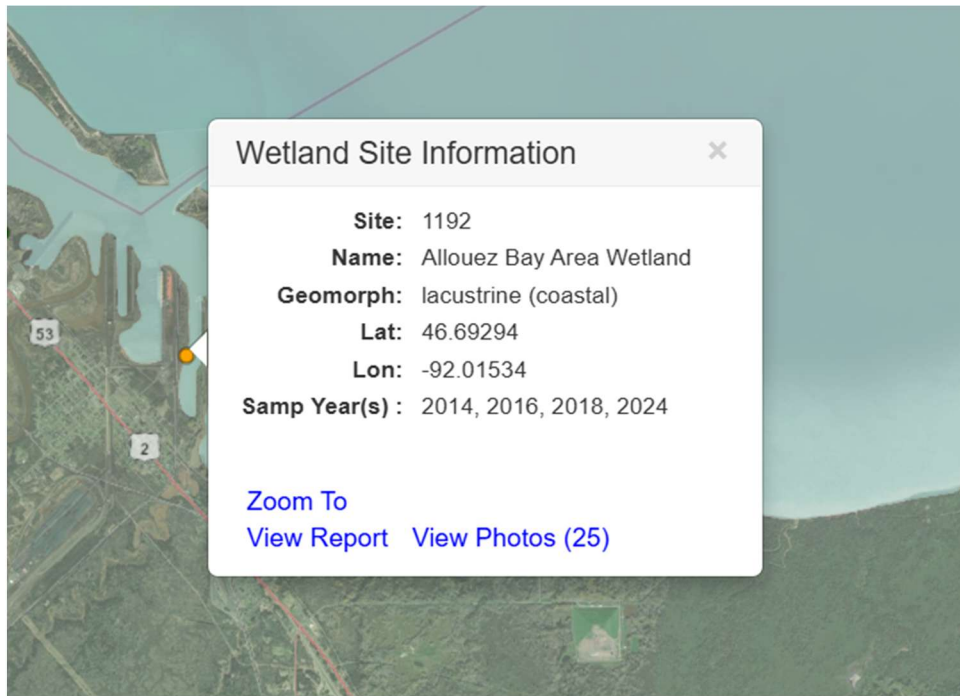 Wetland Site Information ×
Site: 1192
Name: Allouez Bay Area Wetland
Geomorph: lacustrine (coastal)
Lat: 46.69294
Lon: -92.01534
Samp Year(s) : 2014, 2016, 2018, 2024
Zoom To
View Report View Photos (25)
53
2